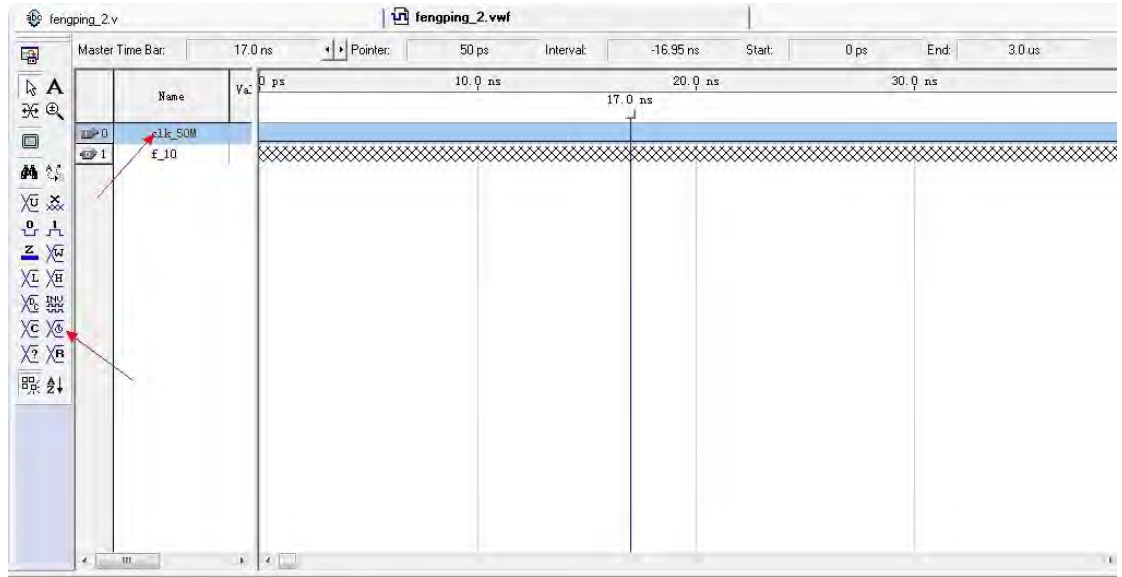 fengping_2.v fengping_2.vwf
Master Time Bar: 17.0 ns Pointer: 50 ps Interval: -16.95 ns Start: 0 ps End: 3.0 us
Name Va
0 ps 10.0 ns 20.0 ns 30.0 ns
17.0 ns
0 clk_50M
1 f_10